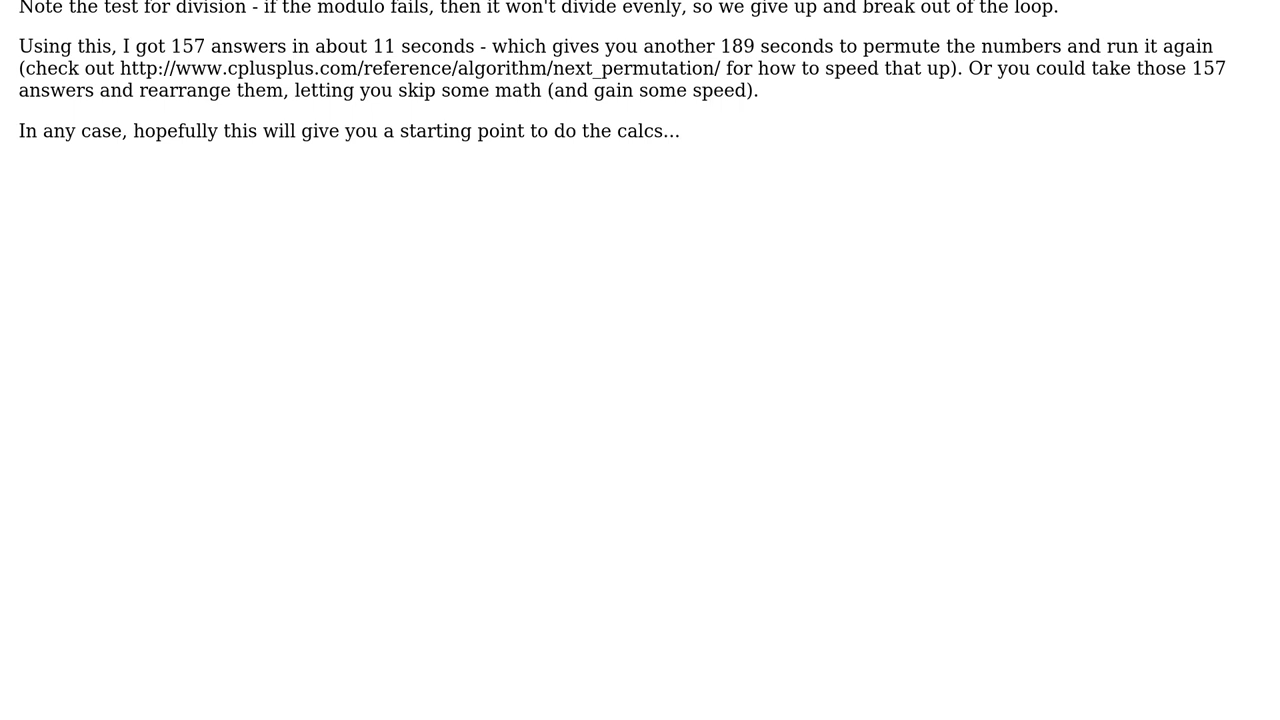 Note the test for division - if the modulo fails, then it won't divide evenly, so we give up and break out of the loop.
Using this, I got 157 answers in about 11 seconds - which gives you another 189 seconds to permute the numbers and run it again
(check out http://www.cplusplus.com/reference/algorithm/next_permutation/ for how to speed that up). Or you could take those 157
answers and rearrange them, letting you skip some math (and gain some speed).
In any case, hopefully this will give you a starting point to do the calcs...